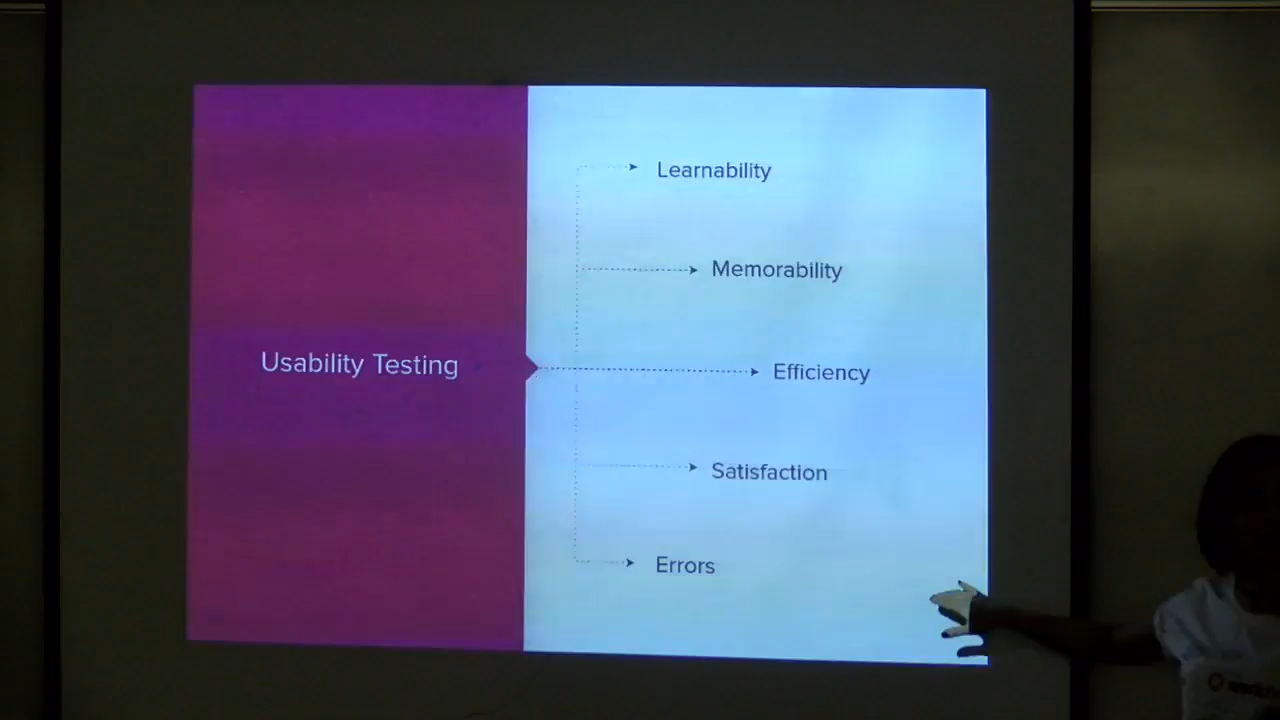 Learnability
Memorability
Usability Testing
Efficiency
Satisfaction
Errors